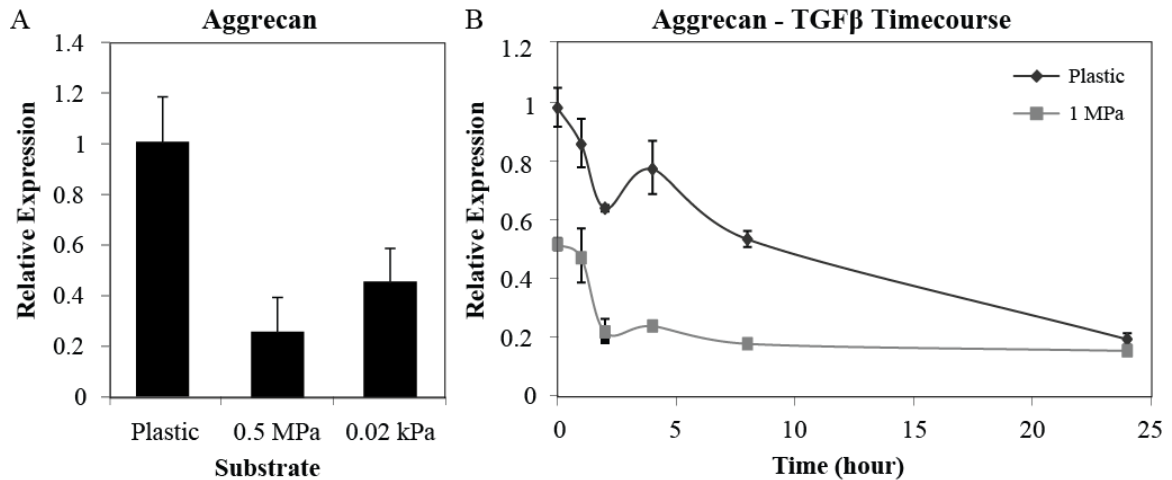 A
Aggrecan
Relative Expression
1.4
1.2
1
0.8
0.6
0.4
0.2
0
Plastic 0.5 MPa 0.02 kPa
Substrate
B
Aggrecan - TGFβ Timecourse
Relative Expression
1.2
1
0.8
0.6
0.4
0.2
0
Plastic
1 MPa
0 5 10 15 20 25
Time (hour)